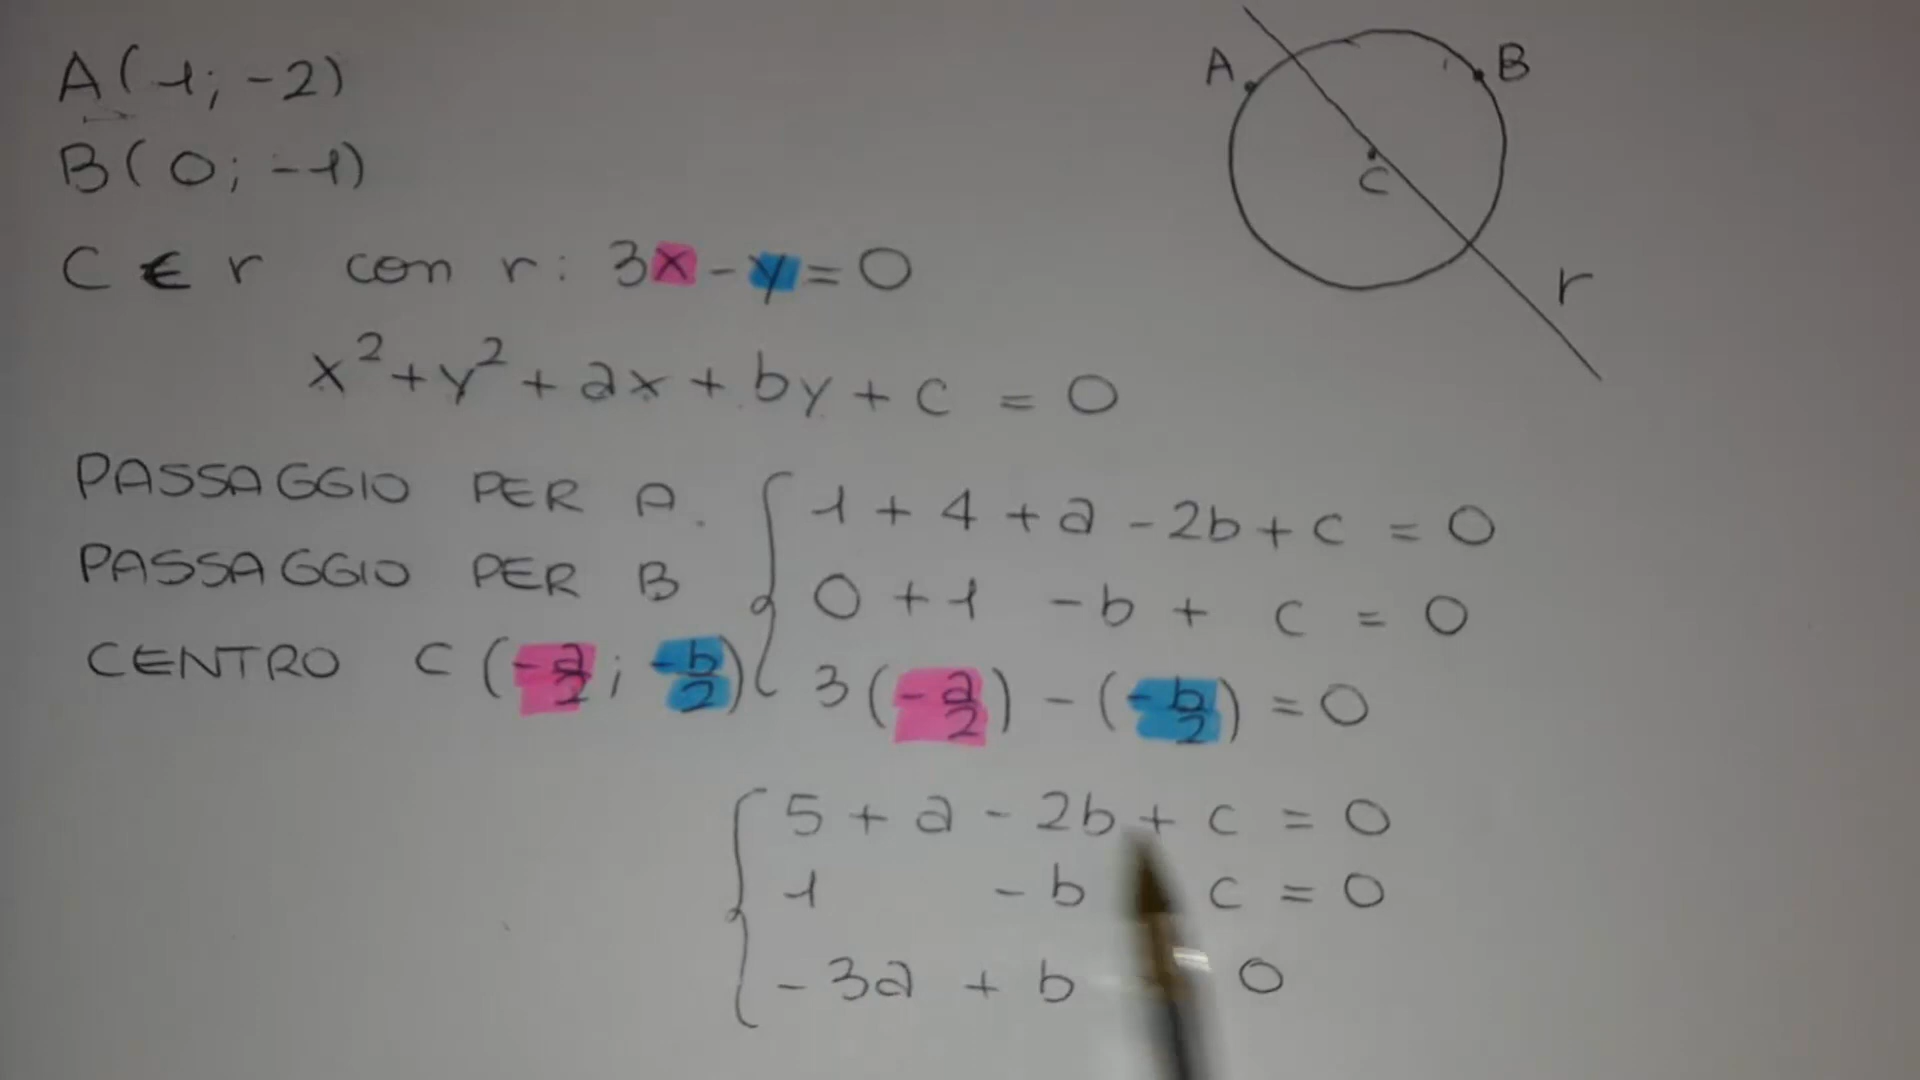 A(1; -2)
B(0; -1)
C ∈ r con r: 3x - y = 0
x² + y² + ax + by + c = 0
PASSAGGIO PER A. { 1 + 4 + a - 2b + c = 0
PASSAGGIO PER B { 0 + 1 - b + c = 0
CENTRO C (-a/2; -b/2) { 3(-a/2) - (-b/2) = 0
{ 5 + a - 2b + c = 0
1 - b c = 0
-3a + b 0
A
B
C
r